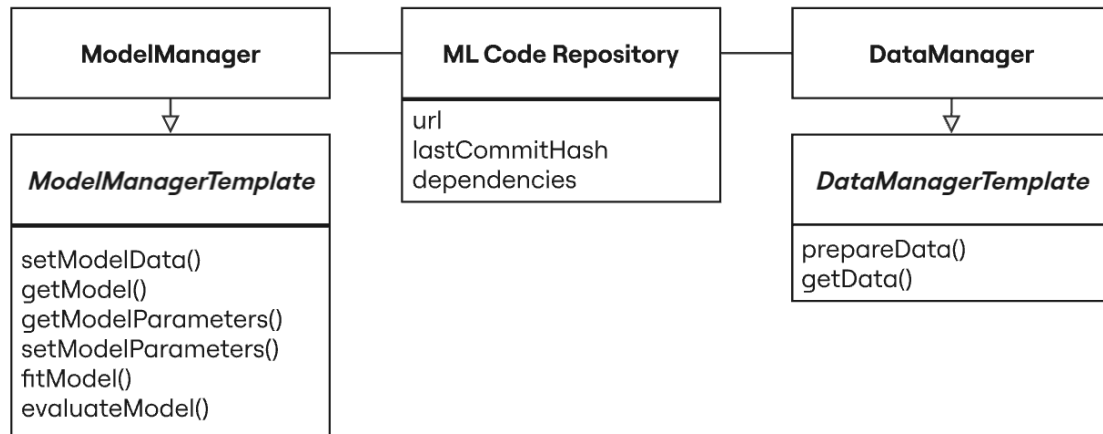 ModelManager
ML Code Repository
DataManager
url
lastCommitHash
dependencies
ModelManagerTemplate
setModelData()
getModel()
getModelParameters()
setModelParameters()
fitModel()
evaluateModel()
DataManagerTemplate
prepareData()
getData()